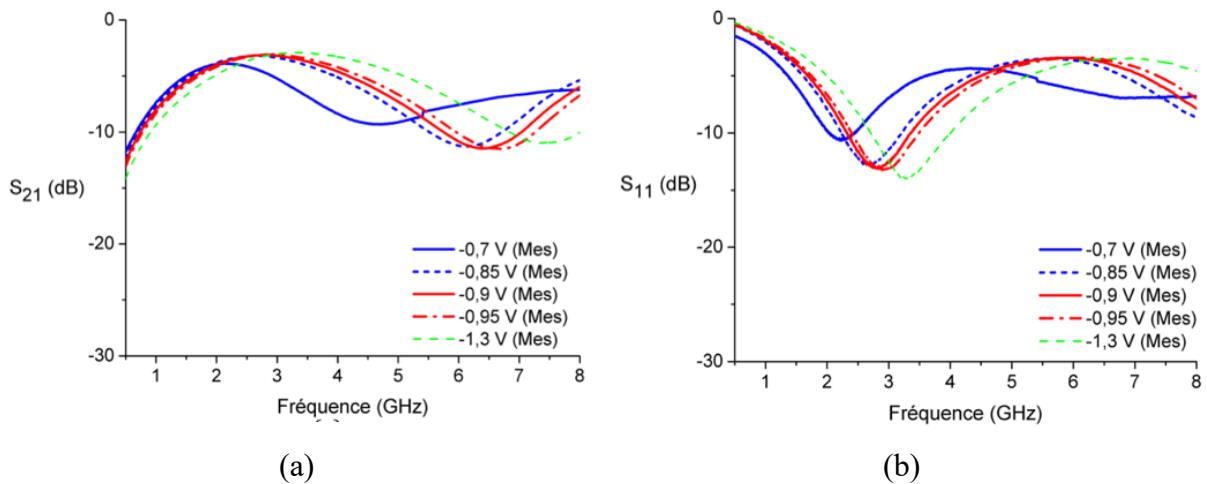 0
-10
-20
-30
S21 (dB)
-0,7 V (Mes)
-0,85 V (Mes)
-0,9 V (Mes)
-0,95 V (Mes)
-1,3 V (Mes)
1 2 3 4 5 6 7 8
Fréquence (GHz)
(a)
0
-10
-20
-30
S11 (dB)
-0,7 V (Mes)
-0,85 V (Mes)
-0,9 V (Mes)
-0,95 V (Mes)
-1,3 V (Mes)
1 2 3 4 5 6 7 8
Fréquence (GHz)
(b)